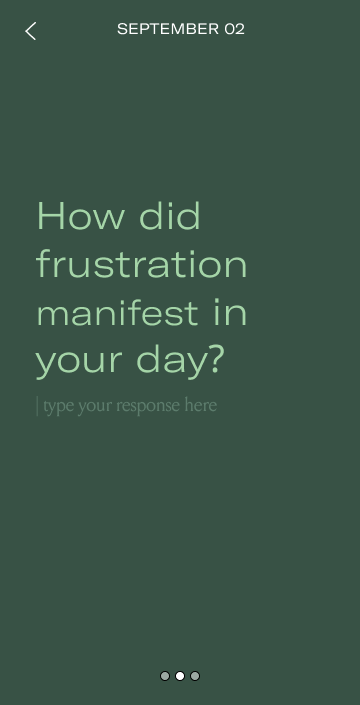 SEPTEMBER 02
How did
frustration
manifest in
your day?
type your response here